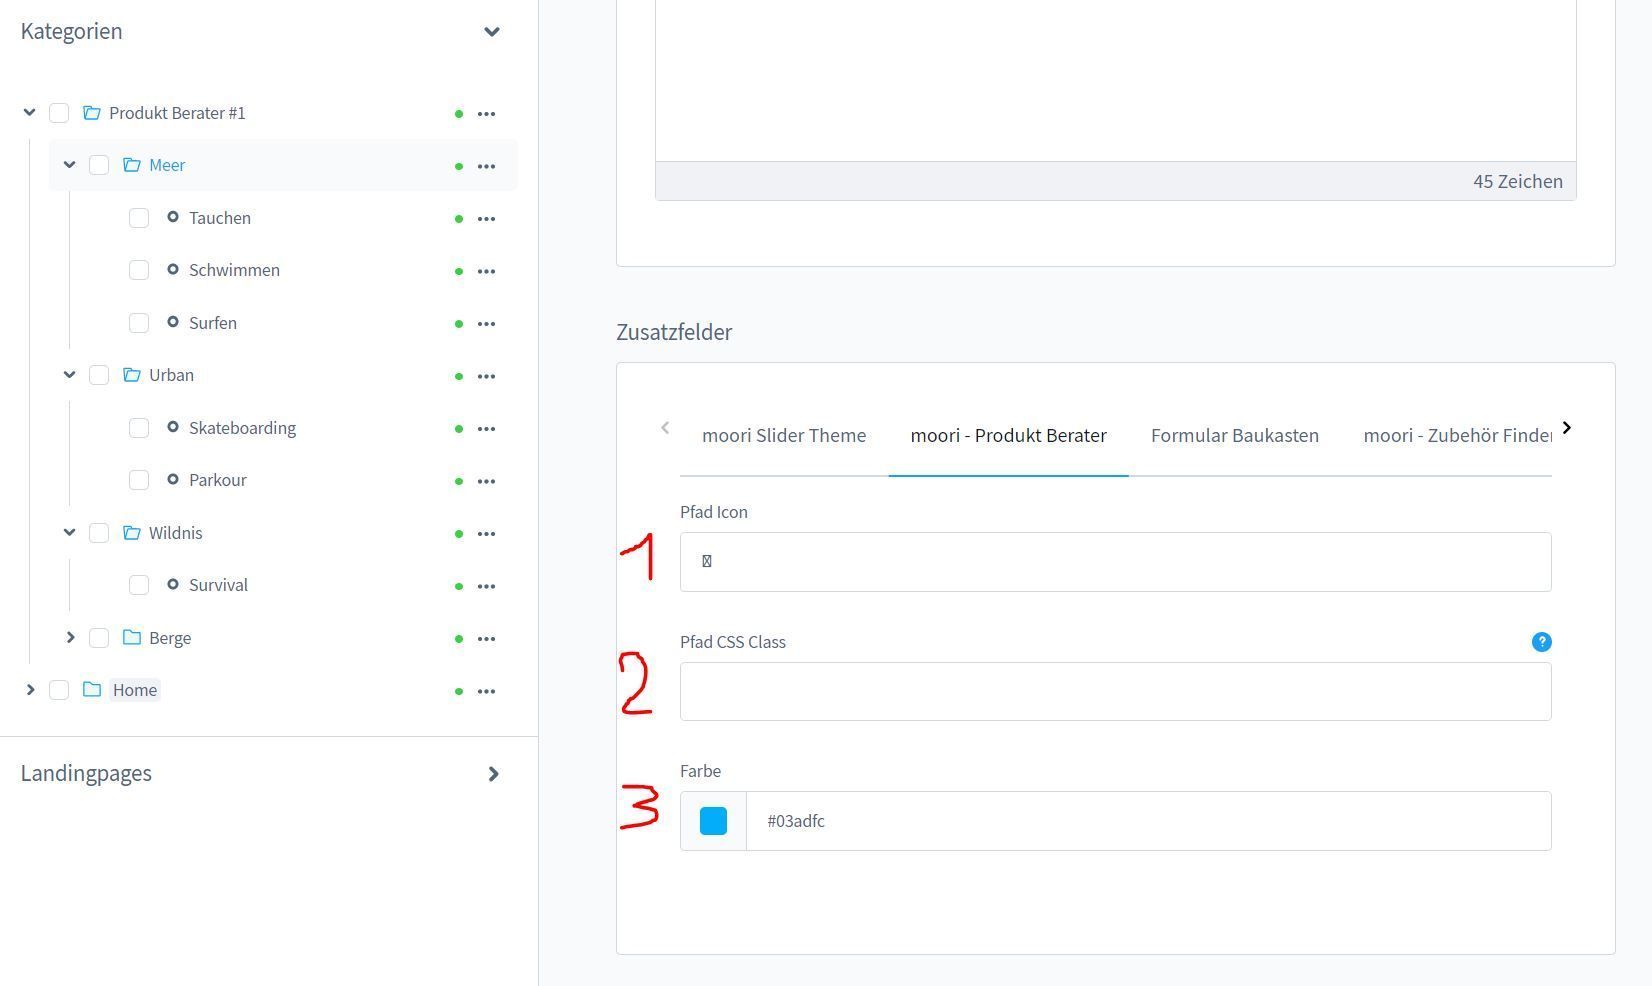 Kategorien
Produkt Berater #1
Meer
Tauchen
Schwimmen
Surfen
Urban
Skateboarding
Parkour
Wildnis
Survival
Berge
Home
Landingpages
45 Zeichen
Zusatzfelder
moori Slider Theme moori - Produkt Berater Formular Baukasten moori - Zubehör Finder
Pfad Icon
1
Pfad CSS Class ?
2
Farbe
3
#03adfc